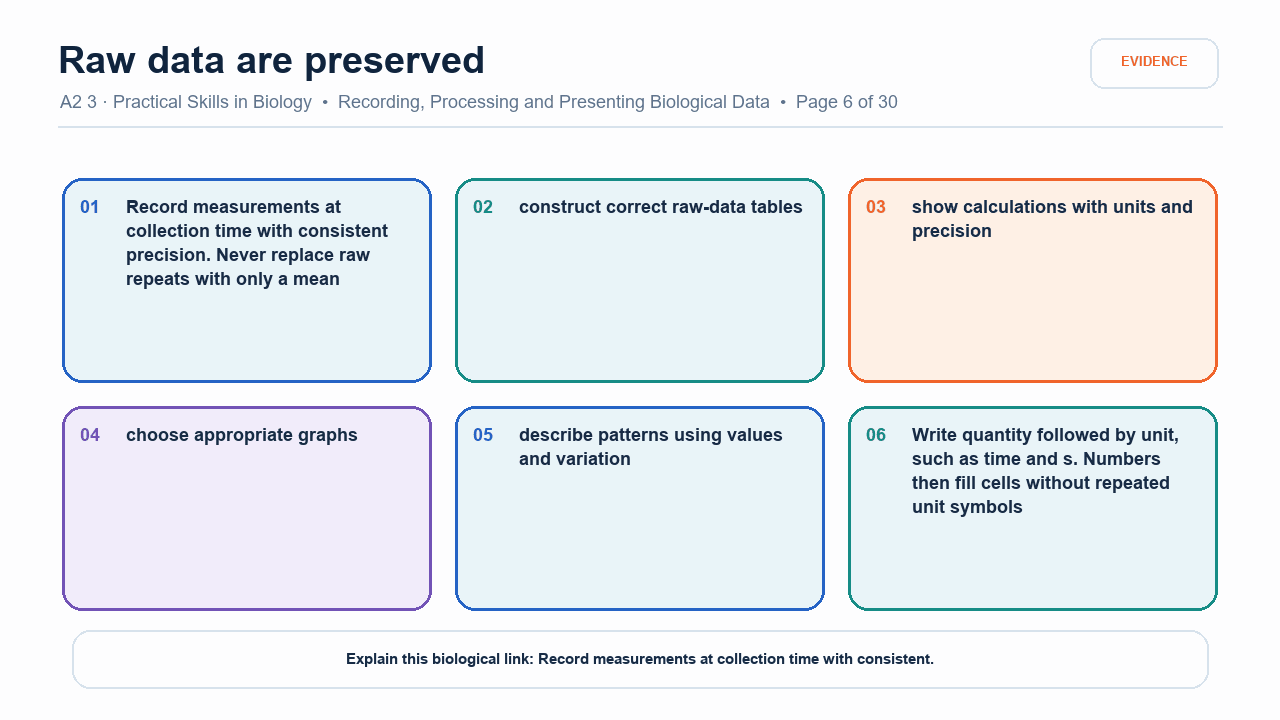 Raw data are preserved
EVIDENCE
A2 3 · Practical Skills in Biology • Recording, Processing and Presenting Biological Data • Page 6 of 30
01
Record measurements at
collection time with consistent
precision. Never replace raw
repeats with only a mean
02
construct correct raw-data tables
03
show calculations with units and
precision
04
choose appropriate graphs
05
describe patterns using values
and variation
06
Write quantity followed by unit,
such as time and s. Numbers
then fill cells without repeated
unit symbols
Explain this biological link: Record measurements at collection time with consistent.